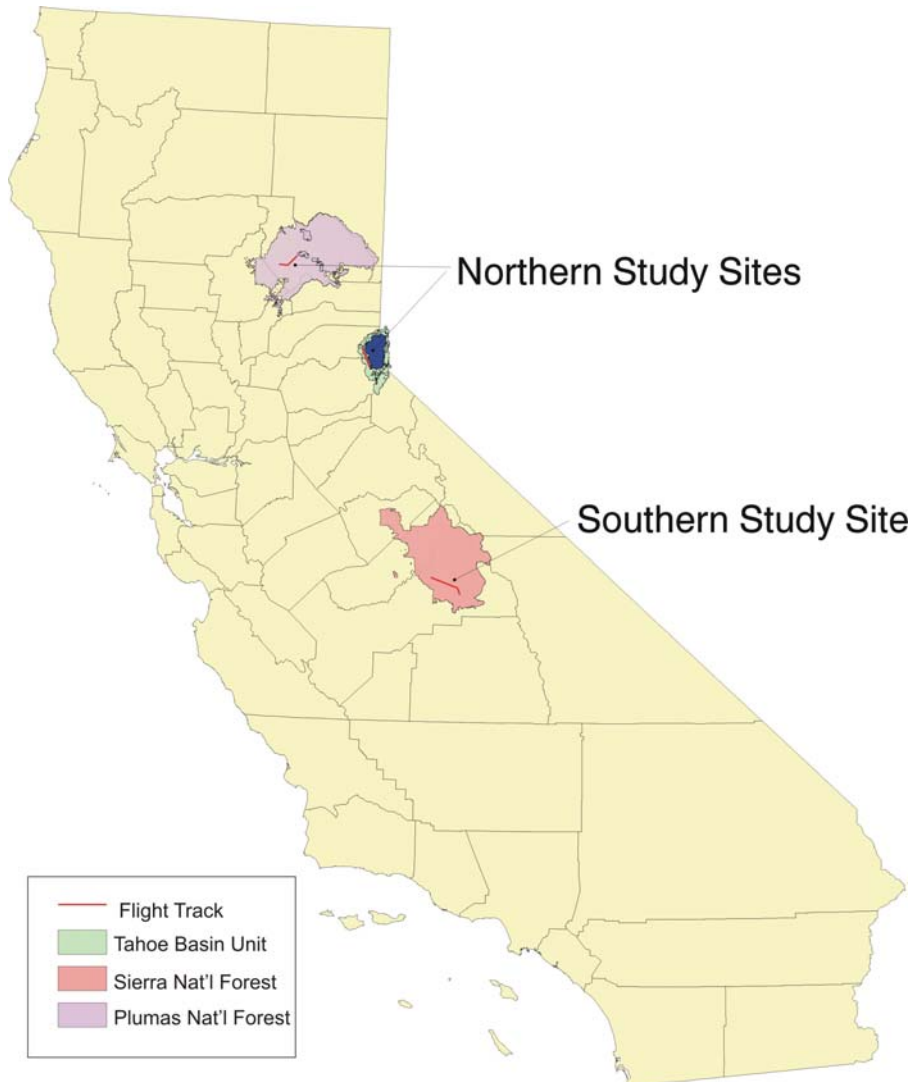 Northern Study Sites
Southern Study Site
Flight Track
Tahoe Basin Unit
Sierra Nat'l Forest
Plumas Nat'l Forest